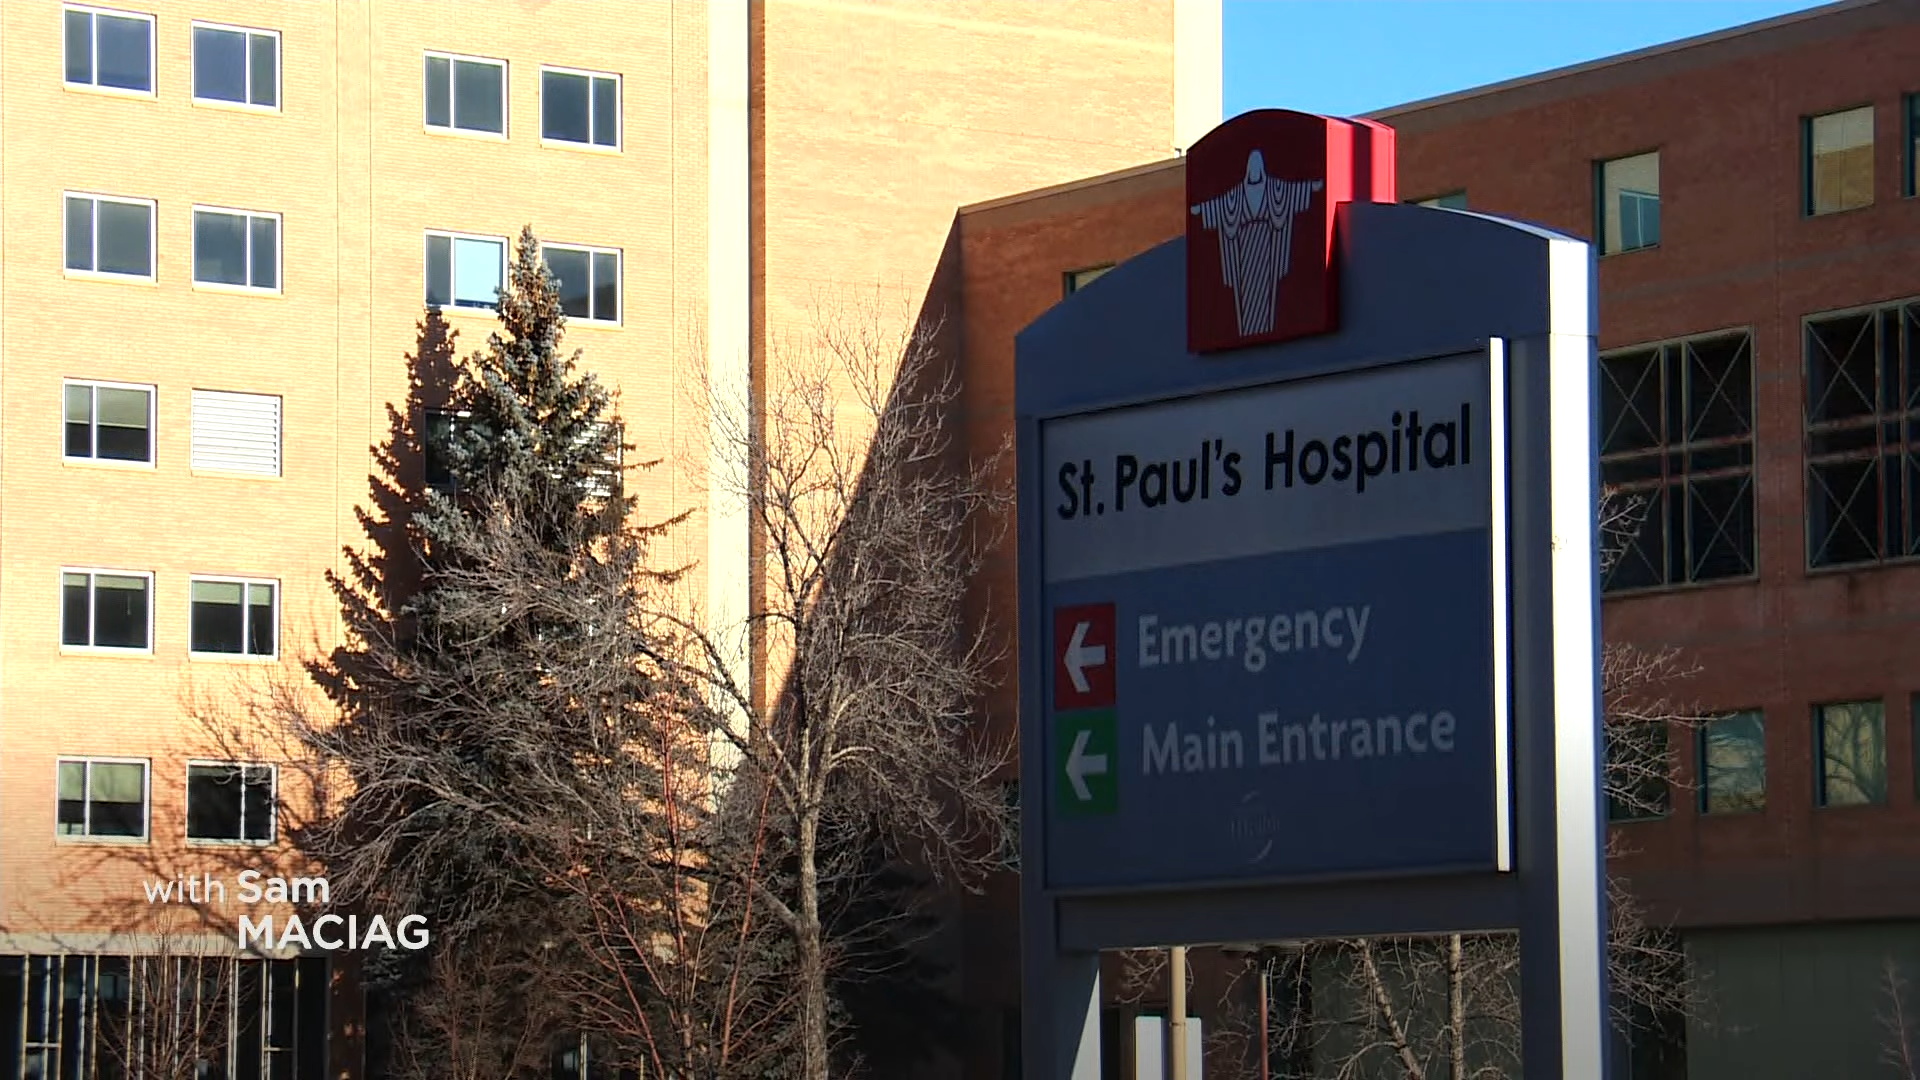 St. Paul's Hospital
Emergency
Main Entrance
with Sam
MACIAG